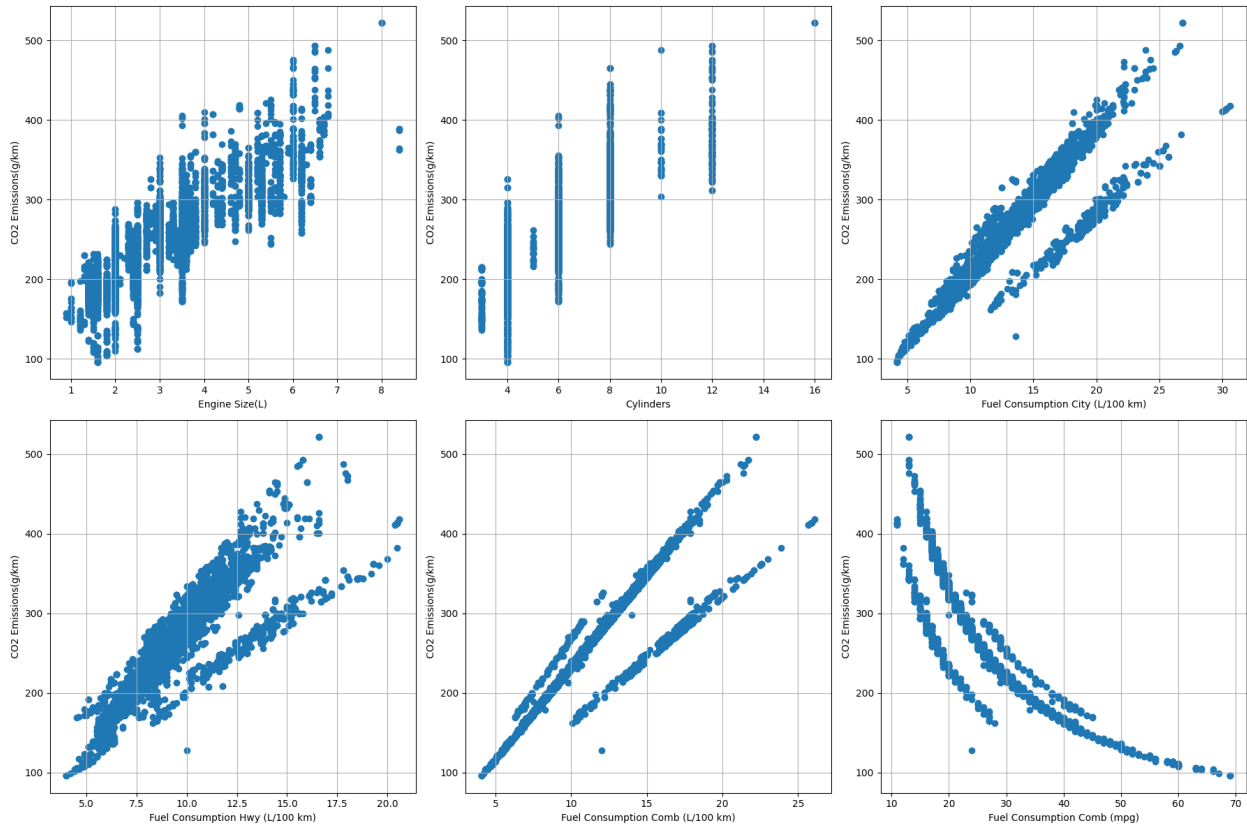 500
400
300
200
100
CO2 Emissions(g/km)
1 2 3 4 5 6 7 8
Engine Size(L)
500
400
300
200
100
CO2 Emissions(g/km)
4 6 8 10 12 14 16
Cylinders
500
400
300
200
100
CO2 Emissions(g/km)
5 10 15 20 25 30
Fuel Consumption City (L/100 km)
500
400
300
200
100
CO2 Emissions(g/km)
5.0 7.5 10.0 12.5 15.0 17.5 20.0
Fuel Consumption Hwy (L/100 km)
500
400
300
200
100
CO2 Emissions(g/km)
5 10 15 20 25
Fuel Consumption Comb (L/100 km)
500
400
300
200
100
CO2 Emissions(g/km)
10 20 30 40 50 60 70
Fuel Consumption Comb (mpg)